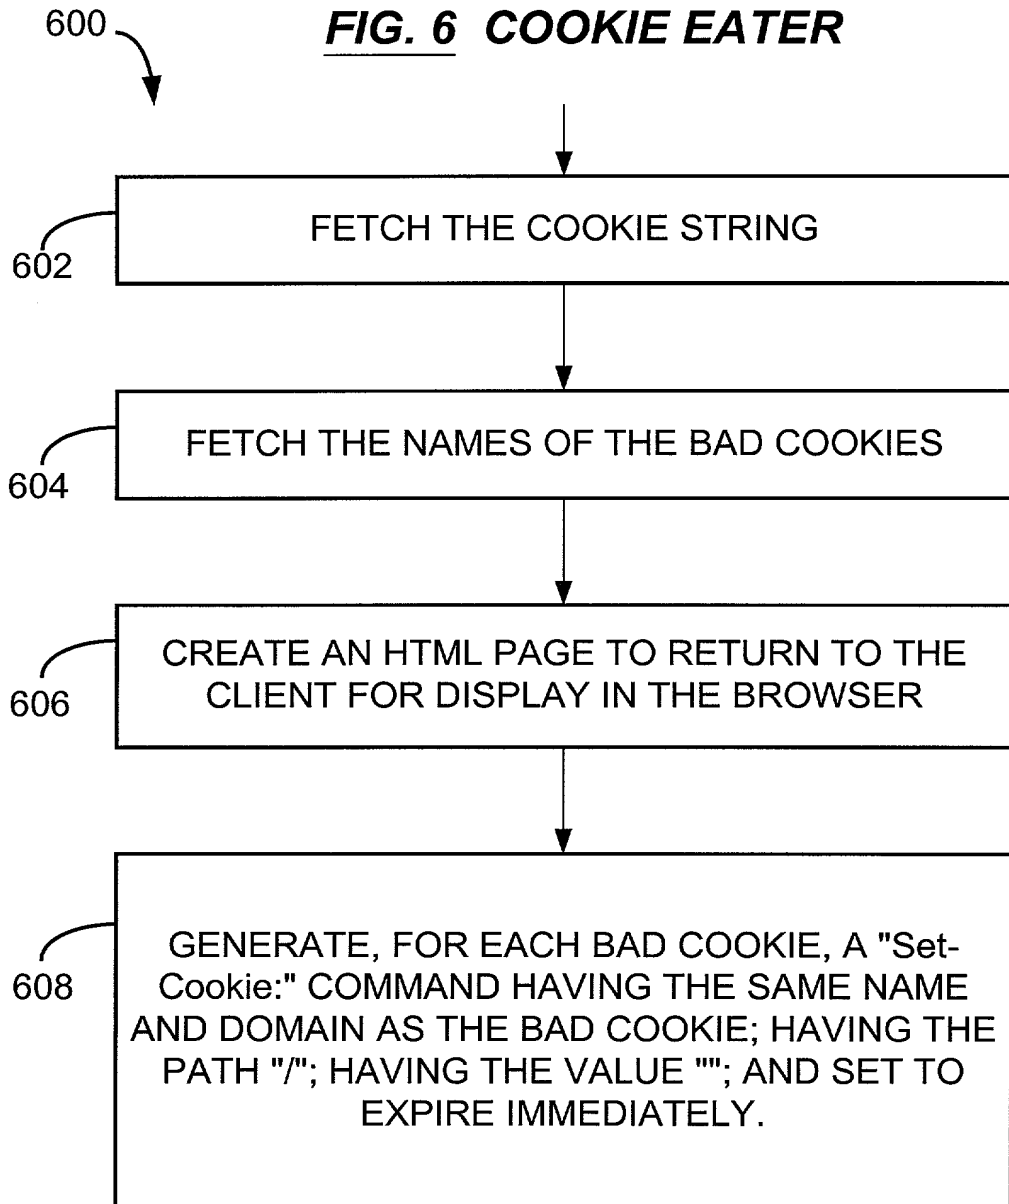 600
FIG. 6 COOKIE EATER
FETCH THE COOKIE STRING
602
FETCH THE NAMES OF THE BAD COOKIES
604
CREATE AN HTML PAGE TO RETURN TO THE
CLIENT FOR DISPLAY IN THE BROWSER
606
GENERATE, FOR EACH BAD COOKIE, A "Set-
Cookie:" COMMAND HAVING THE SAME NAME
AND DOMAIN AS THE BAD COOKIE; HAVING THE
PATH "/"; HAVING THE VALUE ""; AND SET TO
EXPIRE IMMEDIATELY.
608